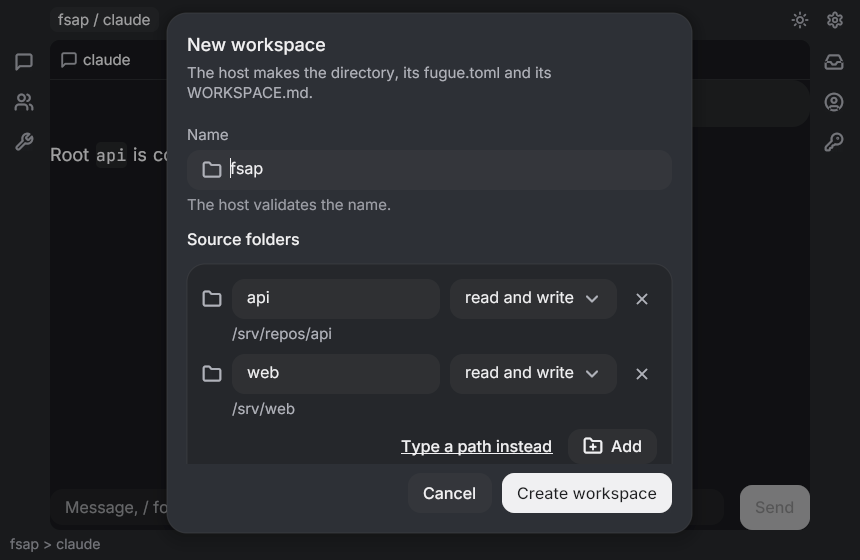 fsap / claude
claude
Root api is co
New workspace
The host makes the directory, its fugue.toml and its
WORKSPACE.md.
Name
fsap
The host validates the name.
Source folders
api
read and write
/srv/repos/api
web
read and write
/srv/web
Type a path instead
Add
Cancel
Create workspace
Message, / fo
Send
fsap > claude